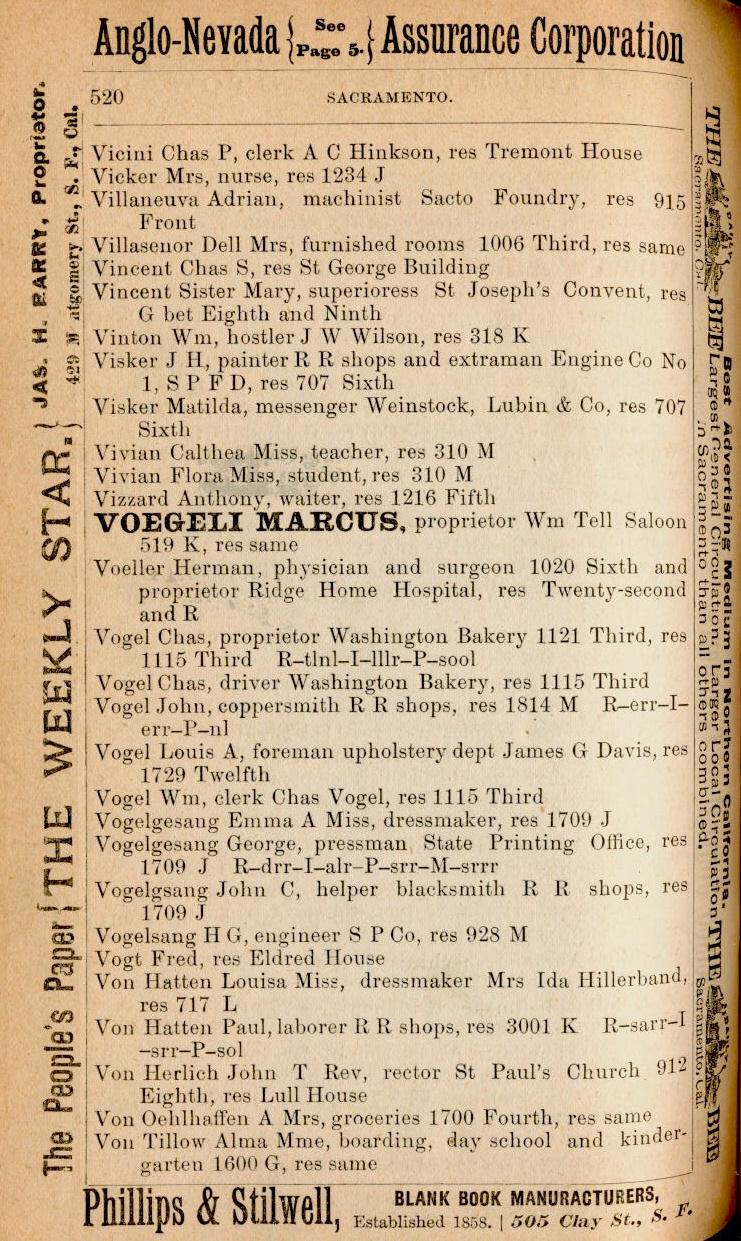 Anglo-Nevada { See Page 5. } Assurance Corporation
520 SACRAMENTO.
Vicini Chas P, clerk A C Hinkson, res Tremont House
Vicker Mrs, nurse, res 1234 J
Villaneuva Adrian, machinist Sacto Foundry, res 915
Front
Villasenor Dell Mrs, furnished rooms 1006 Third, res same
Vincent Chas S, res St George Building
Vincent Sister Mary, superioress St Joseph's Convent, res
G bet Eighth and Ninth
Vinton Wm, hostler J W Wilson, res 318 K
Visker J H, painter R R shops and extraman Engine Co No
1, S P F D, res 707 Sixth
Visker Matilda, messenger Weinstock, Lubin & Co, res 707
Sixth
Vivian Calthea Miss, teacher, res 310 M
Vivian Flora Miss, student, res 310 M
Vizzard Anthony, waiter, res 1216 Fifth
VOEGELI MARCUS, proprietor Wm Tell Saloon
519 K, res same
Voeller Herman, physician and surgeon 1020 Sixth and
proprietor Ridge Home Hospital, res Twenty-second
and R
Vogel Chas, proprietor Washington Bakery 1121 Third, res
1115 Third R–tlnl–I–lllr–P–sool
Vogel Chas, driver Washington Bakery, res 1115 Third
Vogel John, coppersmith R R shops, res 1814 M R–err–I–
err–P–nl
Vogel Louis A, foreman upholstery dept James G Davis, res
1729 Twelfth
Vogel Wm, clerk Chas Vogel, res 1115 Third
Vogelgesang Emma A Miss, dressmaker, res 1709 J
Vogelgesang George, pressman State Printing Office, res
1709 J R–drr–I–alr–P–srr–M–srrr
Vogelgsang John C, helper blacksmith R R shops, res
1709 J
Vogelsang H G, engineer S P Co, res 928 M
Vogt Fred, res Eldred House
Von Hatten Louisa Miss, dressmaker Mrs Ida Hillerband,
res 717 L
Von Hatten Paul, laborer R R shops, res 3001 K R–sarr–I
–srr–P–sol
Von Herlich John T Rev, rector St Paul's Church 912
Eighth, res Lull House
Von Oehlhaffen A Mrs, groceries 1700 Fourth, res same
Von Tillow Alma Mme, boarding, day school and kinder-
garten 1600 G, res same
Phillips & Stilwell, BLANK BOOK MANURACTURERS,
Established 1858. | 505 Clay St., S. F.
The People's Paper { THE WEEKLY STAR. } JAS. H. BARRY, Proprietor.
429 M atgomery St., S. F., Cal.
THE DAILY BEE
Sacramento, Cal.
Best Advertising Medium in Northern California.
Largest General Circulation. Larger Local Circulation
in Sacramento than all others combined.
THE DAILY BEE
Sacramento, Cal.